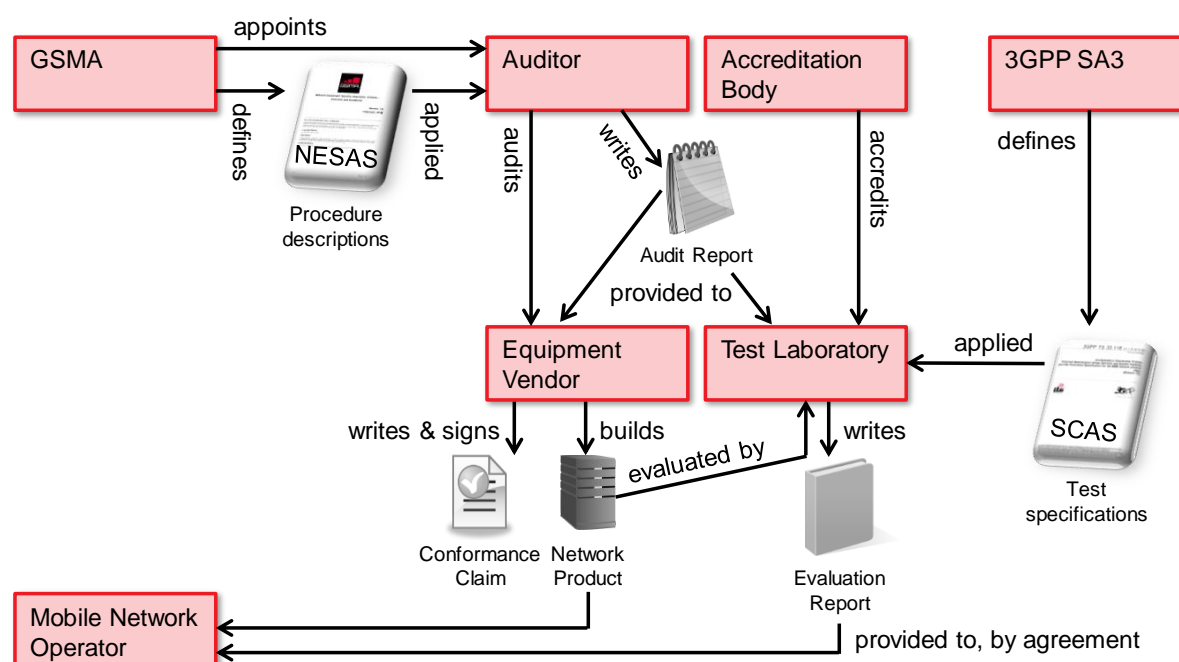 appoints
GSMA
Auditor
Accreditation
Body
3GPP SA3
defines
NESAS
applied
Procedure
descriptions
audits
writes
accredits
defines
Audit Report
provided to
Equipment
Vendor
Test Laboratory
applied
SCAS
Test
specifications
writes & signs
builds
evaluated by
writes
Conformance
Claim
Network
Product
Evaluation
Report
Mobile Network
Operator
provided to, by agreement